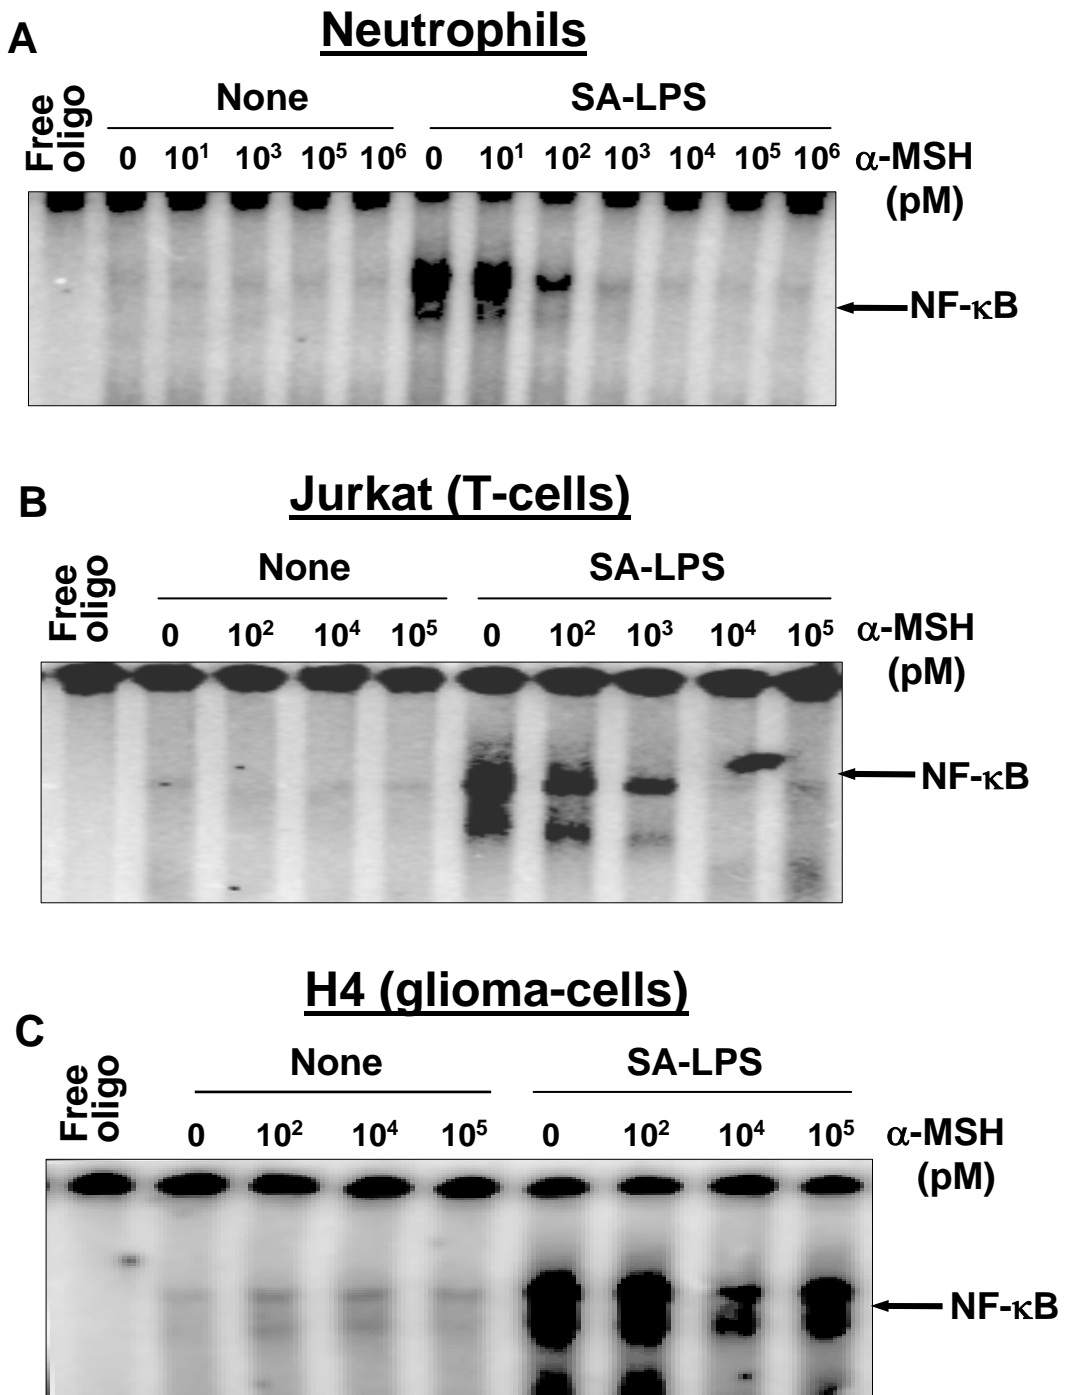 A
Neutrophils
Free oligo
None
SA-LPS
0 10¹ 10³ 10⁵ 10⁶ 0 10¹ 10² 10³ 10⁴ 10⁵ 10⁶ α-MSH
(pM)
NF-κB
B
Jurkat (T-cells)
Free oligo
None
SA-LPS
0 10² 10⁴ 10⁵ 0 10² 10³ 10⁴ 10⁵ α-MSH
(pM)
NF-κB
H4 (glioma-cells)
C
Free oligo
None
SA-LPS
0 10² 10⁴ 10⁵ 0 10² 10⁴ 10⁵ α-MSH
(pM)
NF-κB